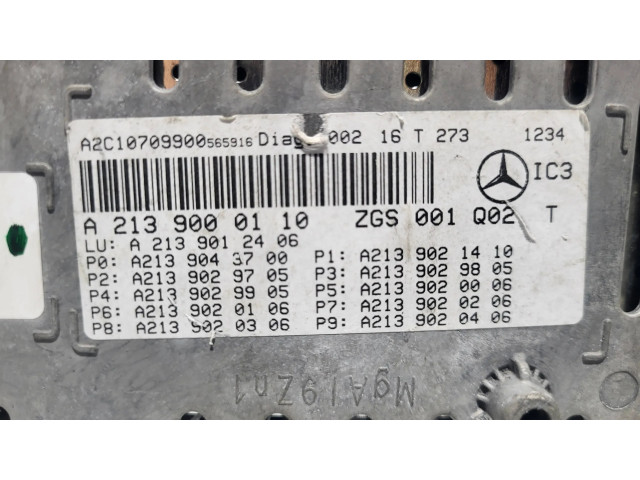 A2C10709900565916 Diag 002 16 T 273 1234
IC3
A 213 900 01 10 ZGS 001 Q02 T
LU: A 213 901 24 06
P0: A213 904 37 00 P1: A213 902 14 10
P2: A213 902 97 05 P3: A213 902 98 05
P4: A213 902 99 05 P5: A213 902 00 06
P6: A213 902 01 06 P7: A213 902 02 06
P8: A213 902 03 06 P9: A213 902 04 06
MgAl9Zn1